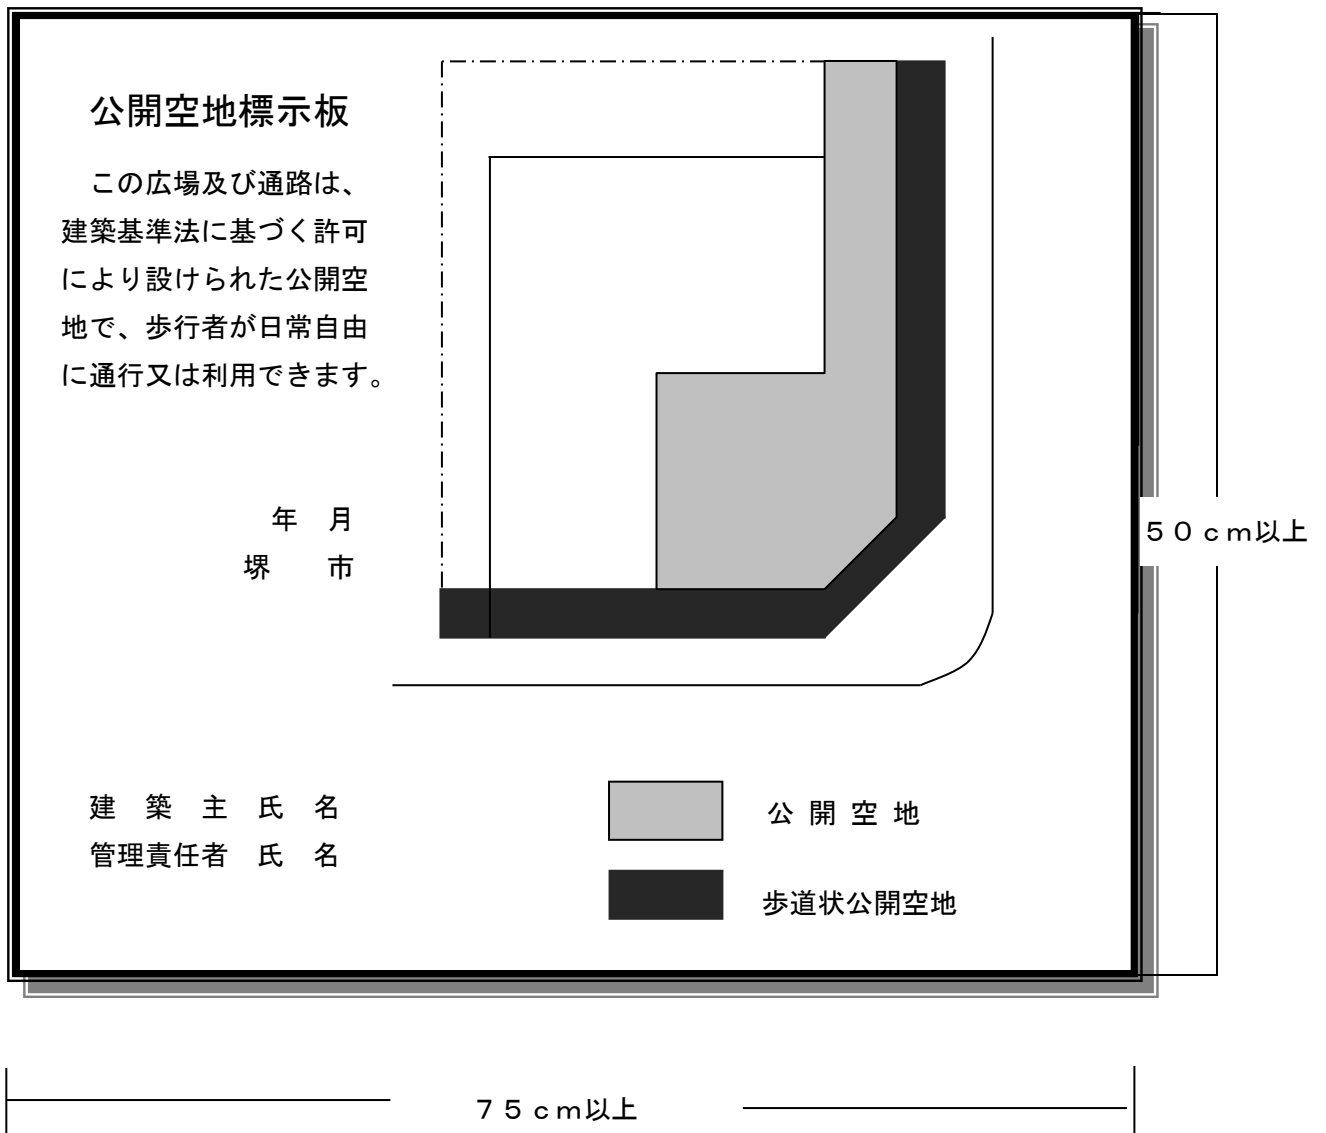 公開空地標示板
この広場及び通路は、
建築基準法に基づく許可
により設けられた公開空
地で、歩行者が日常自由
に通行又は利用できます。
年　月
堺　　市
５０ｃｍ以上
建　築　主　氏　名
管理責任者　氏　名
公 開 空 地
歩道状公開空地
７５ｃｍ以上